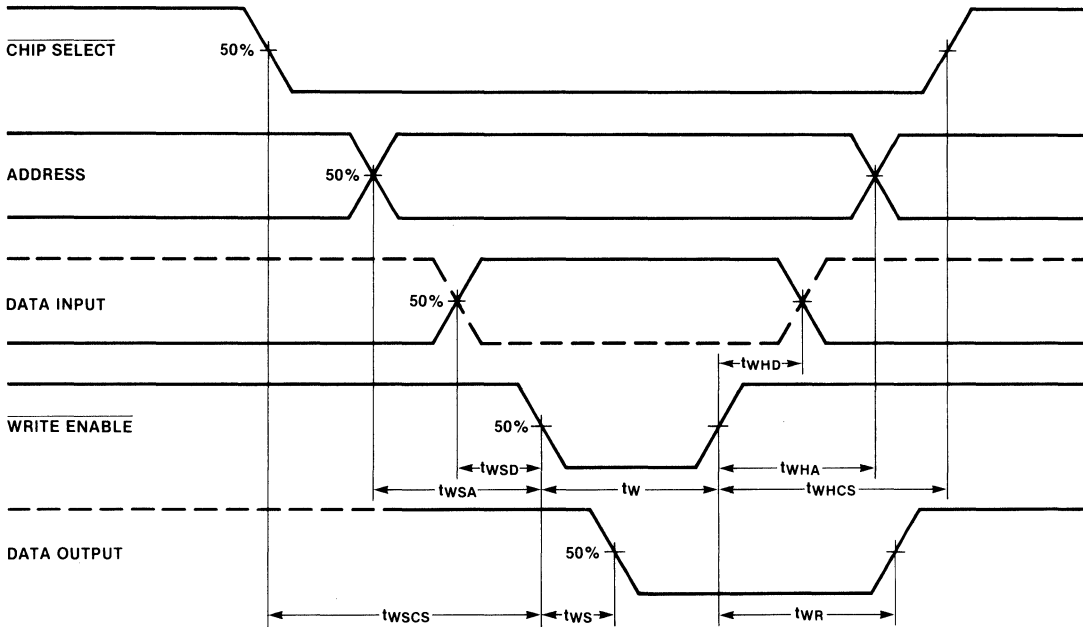 CHIP SELECT
50%
ADDRESS
50%
DATA INPUT
50%
tWHD
WRITE ENABLE
50%
tWSD
tWHA
tWSA
tW
tWHCS
DATA OUTPUT
50%
tWSCS
tWS
tWR